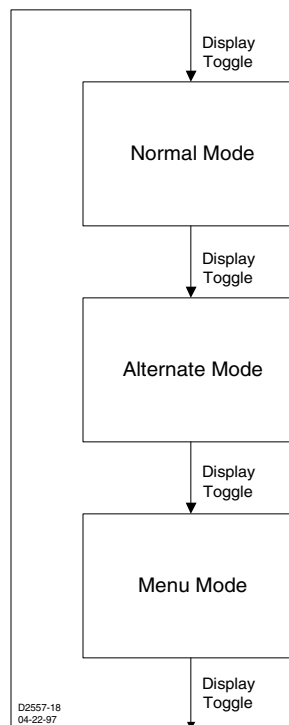 Display
Toggle
Normal Mode
Display
Toggle
Alternate Mode
Display
Toggle
Menu Mode
Display
Toggle
D2557-18
04-22-97